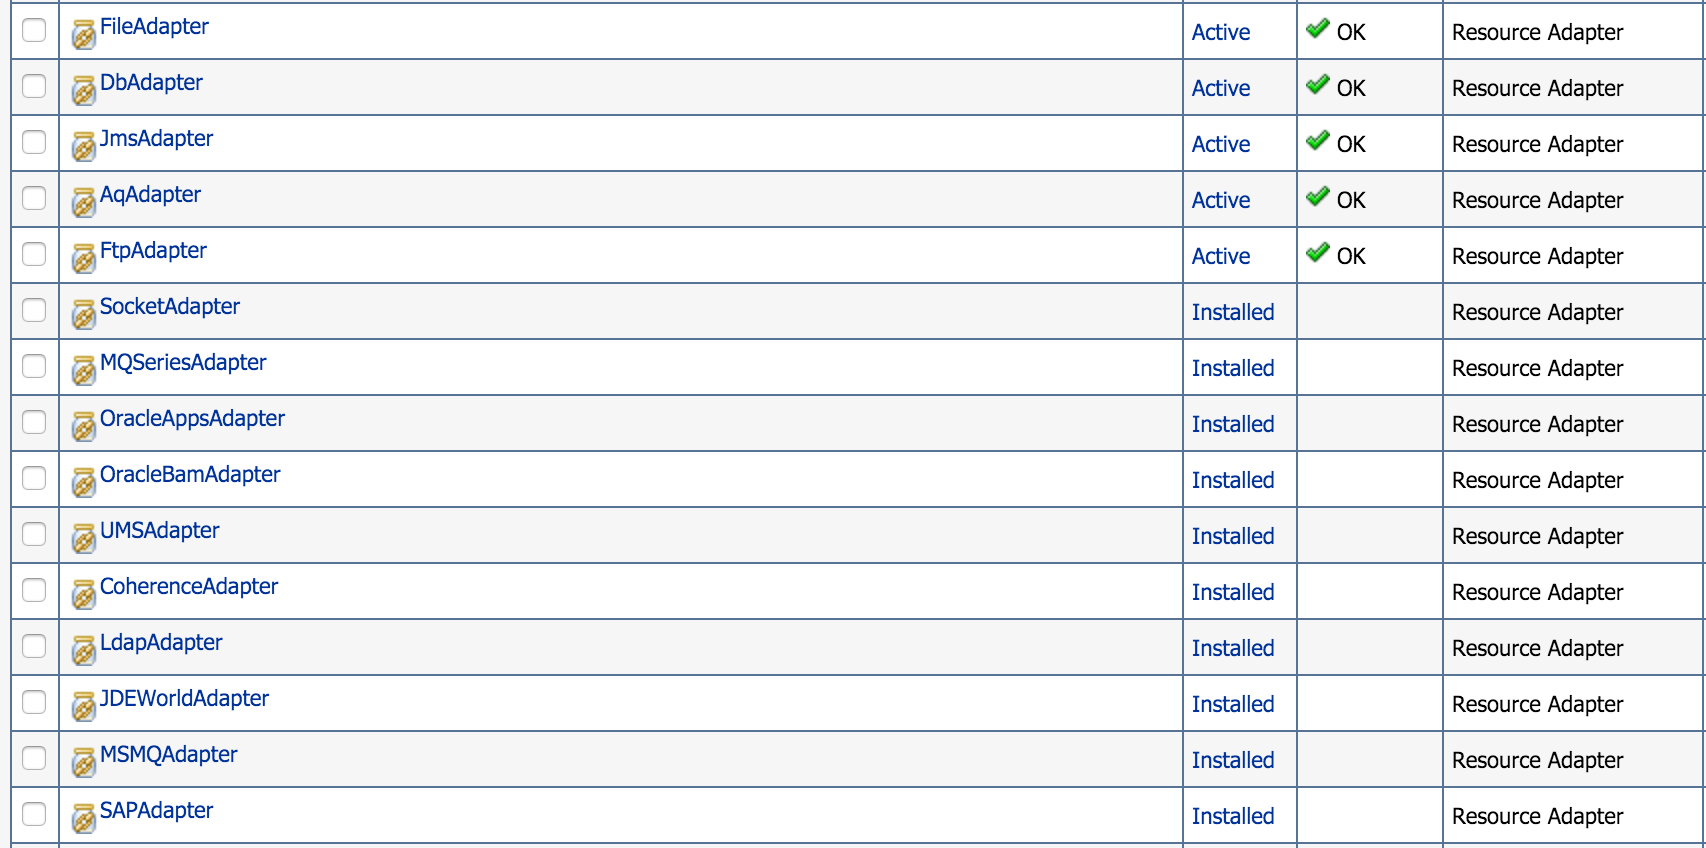 FileAdapter Active OK Resource Adapter
DbAdapter Active OK Resource Adapter
JmsAdapter Active OK Resource Adapter
AqAdapter Active OK Resource Adapter
FtpAdapter Active OK Resource Adapter
SocketAdapter Installed Resource Adapter
MQSeriesAdapter Installed Resource Adapter
OracleAppsAdapter Installed Resource Adapter
OracleBamAdapter Installed Resource Adapter
UMSAdapter Installed Resource Adapter
CoherenceAdapter Installed Resource Adapter
LdapAdapter Installed Resource Adapter
JDEWorldAdapter Installed Resource Adapter
MSMQAdapter Installed Resource Adapter
SAPAdapter Installed Resource Adapter